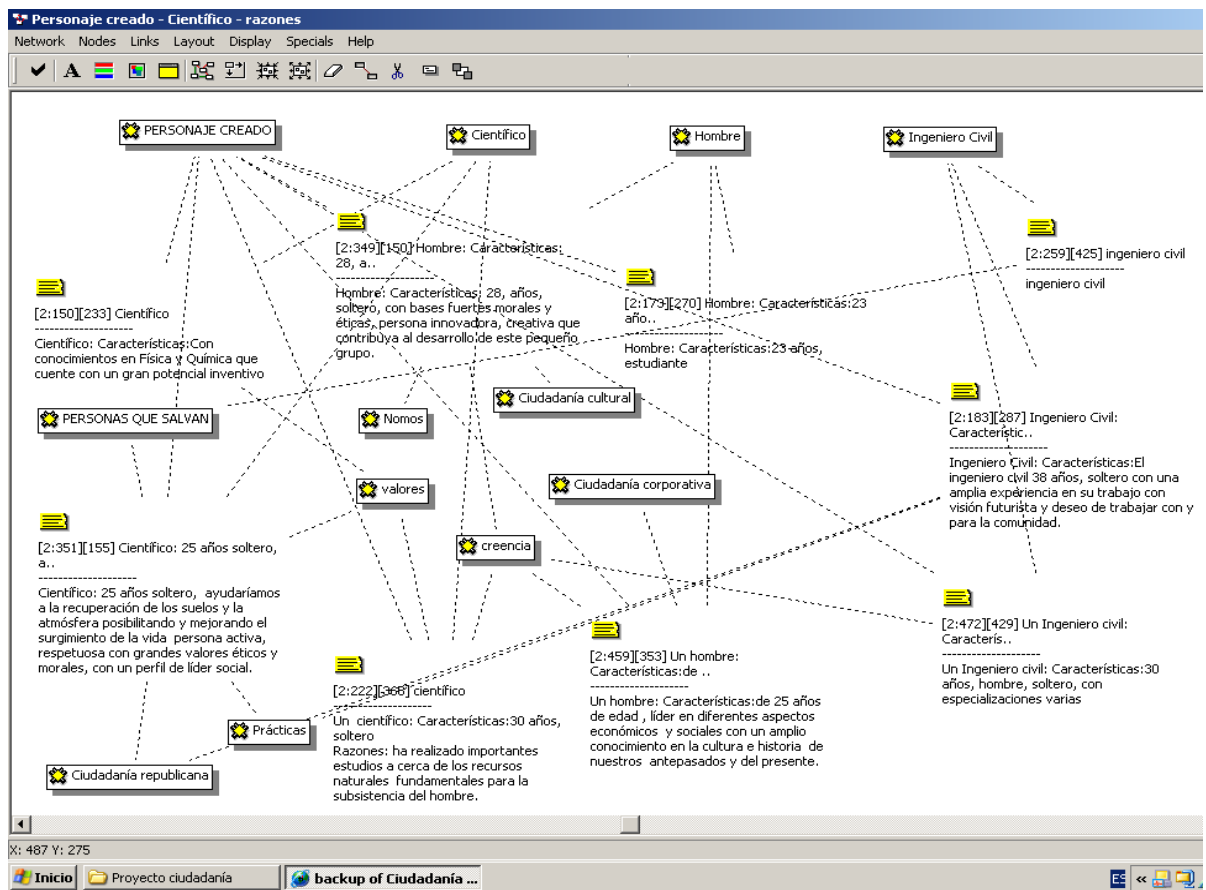 Personaje creado - Científico - razones
Network Nodes Links Layout Display Specials Help
A
PERSONAJE CREADO
Científico
Hombre
Ingeniero Civil
[2:349][150] Hombre: Características:
28, a..
--------------------
Hombre: Características: 28, años,
soltero, con bases fuertes morales y
éticas, persona innovadora, creativa que
contribuya al desarrollo de este pequeño
grupo.
[2:259][425] ingeniero civil
--------------------
ingeniero civil
[2:150][233] Científico
--------------------
Científico: Características:Con
conocimientos en Física y Química que
cuente con un gran potencial inventivo
[2:173][270] Hombre: Características:23
año..
--------------------
Hombre: Características:23 años,
estudiante
PERSONAS QUE SALVAN
Nomos
Ciudadanía cultural
[2:183][287] Ingeniero Civil:
Característic..
--------------------
Ingeniero Civil: Características:El
ingeniero civil 38 años, soltero con una
amplia experiencia en su trabajo con
visión futurista y deseo de trabajar con y
para la comunidad.
valores
Ciudadanía corporativa
creencia
[2:351][155] Científico: 25 años soltero,
a..
--------------------
Científico: 25 años soltero, ayudaríamos
a la recuperación de los suelos y la
atmósfera posibilitando y mejorando el
surgimiento de la vida persona activa,
respetuosa con grandes valores éticos y
morales, con un perfil de líder social.
[2:222][368] científico
--------------------
Un científico: Características:30 años,
soltero
Razones: ha realizado importantes
estudios a cerca de los recursos
naturales fundamentales para la
subsistencia del hombre.
[2:459][353] Un hombre:
Características:de ..
--------------------
Un hombre: Características:de 25 años
de edad , líder en diferentes aspectos
económicos y sociales con un amplio
conocimiento en la cultura e historia de
nuestros antepasados y del presente.
[2:472][429] Un Ingeniero civil:
Caracterís..
--------------------
Un Ingeniero civil: Características:30
años, hombre, soltero, con
especializaciones varias
Prácticas
Ciudadanía republicana
X: 487 Y: 275
Inicio
Proyecto ciudadanía
backup of Ciudadanía ...
ES
«